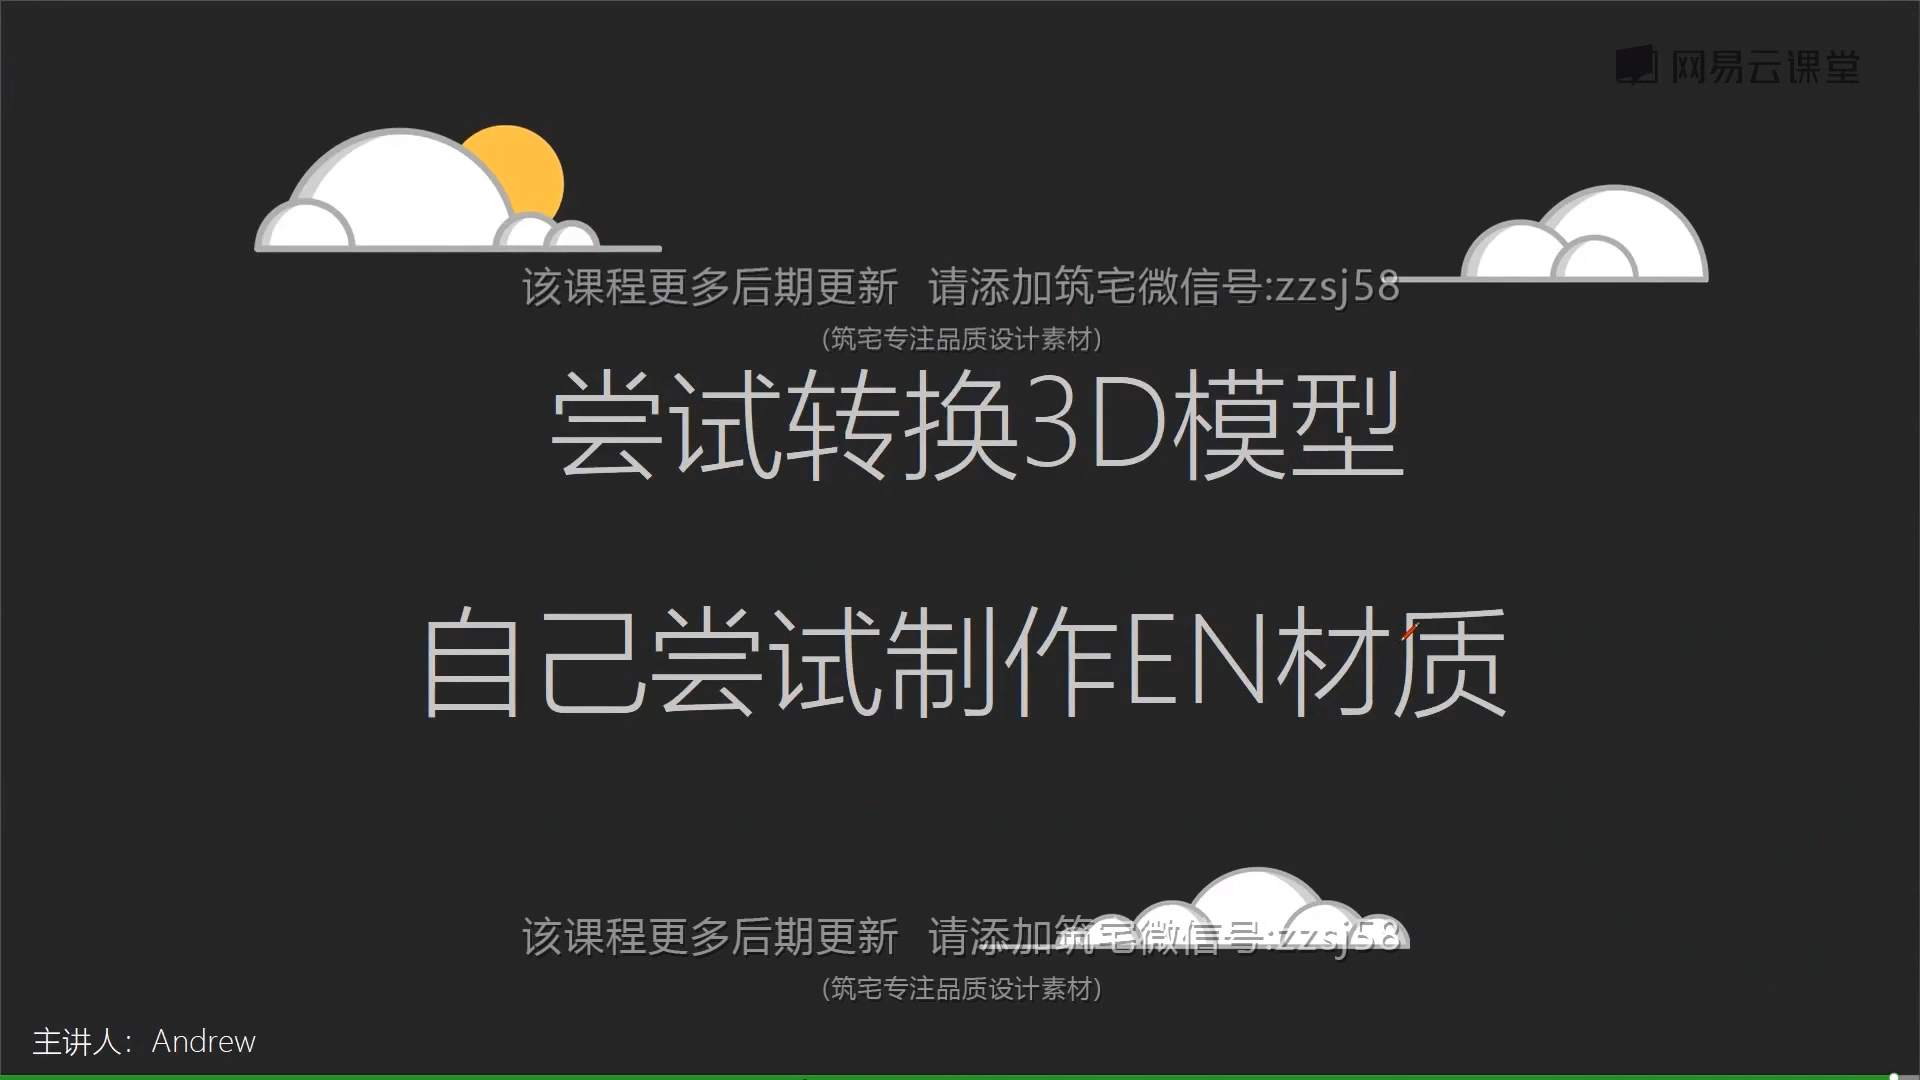 网易云课堂
该课程更多后期更新 请添加筑宅微信号:zzsj58
(筑宅专注品质设计素材)
尝试转换3D模型
自己尝试制作EN材质
该课程更多后期更新 请添加筑宅微信号:zzsj58
(筑宅专注品质设计素材)
主讲人：Andrew